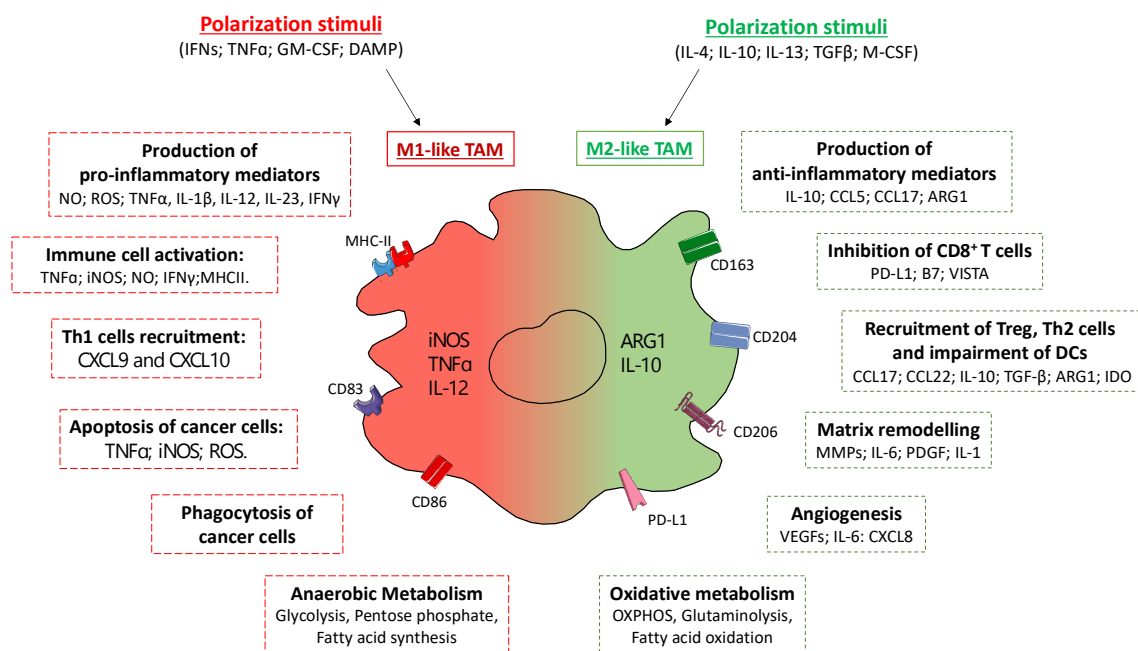 Polarization stimuli
(IFNs; TNFα; GM-CSF; DAMP)
Polarization stimuli
(IL-4; IL-10; IL-13; TGFβ; M-CSF)
M1-like TAM
M2-like TAM
Production of
pro-inflammatory mediators
NO; ROS; TNFα, IL-1β, IL-12, IL-23, IFNγ
Immune cell activation:
TNFα; iNOS; NO; IFNγ;MHCII.
Th1 cells recruitment:
CXCL9 and CXCL10
Apoptosis of cancer cells:
TNFα; iNOS; ROS.
Phagocytosis of
cancer cells
Anaerobic Metabolism
Glycolysis, Pentose phosphate,
Fatty acid synthesis
MHC-II
CD83
CD86
iNOS
TNFα
IL-12
ARG1
IL-10
CD163
CD204
CD206
PD-L1
Production of
anti-inflammatory mediators
IL-10; CCL5; CCL17; ARG1
Inhibition of CD8⁺ T cells
PD-L1; B7; VISTA
Recruitment of Treg, Th2 cells
and impairment of DCs
CCL17; CCL22; IL-10; TGF-β; ARG1; IDO
Matrix remodelling
MMPs; IL-6; PDGF; IL-1
Angiogenesis
VEGFs; IL-6: CXCL8
Oxidative metabolism
OXPHOS, Glutaminolysis,
Fatty acid oxidation